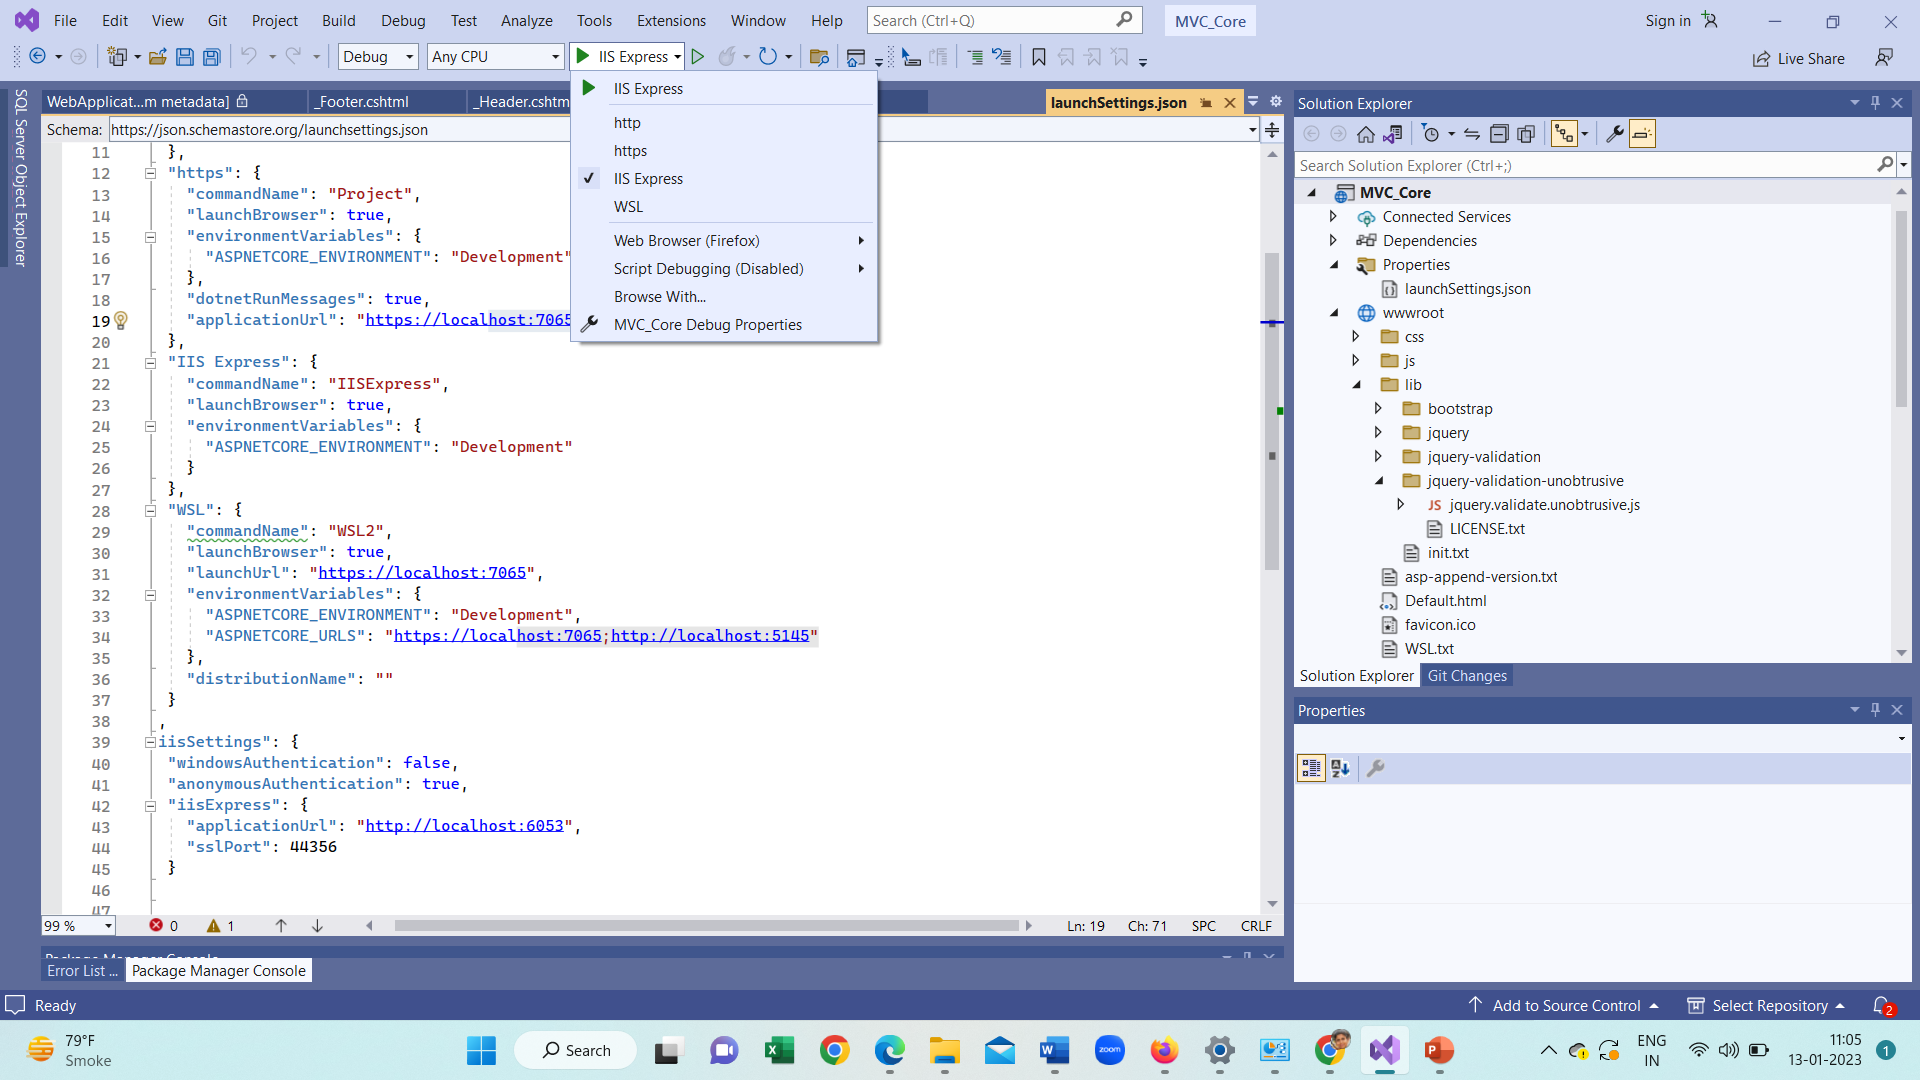 File Edit View Git Project Build Debug Test Analyze Tools Extensions Window Help Search (Ctrl+Q) MVC_Core Sign in
Debug Any CPU IIS Express Live Share
SQL Server Object Explorer
WebApplicat...m metadata] _Footer.cshtml _Header.cshtm launchSettings.json
Schema: https://json.schemastore.org/launchsettings.json
IIS Express
http
https
IIS Express
WSL
Web Browser (Firefox)
Script Debugging (Disabled)
Browse With...
MVC_Core Debug Properties
11 },
12 "https": {
13 "commandName": "Project",
14 "launchBrowser": true,
15 "environmentVariables": {
16 "ASPNETCORE_ENVIRONMENT": "Development"
17 },
18 "dotnetRunMessages": true,
19 "applicationUrl": "https://localhost:7065
20 },
21 "IIS Express": {
22 "commandName": "IISExpress",
23 "launchBrowser": true,
24 "environmentVariables": {
25 "ASPNETCORE_ENVIRONMENT": "Development"
26 }
27 },
28 "WSL": {
29 "commandName": "WSL2",
30 "launchBrowser": true,
31 "launchUrl": "https://localhost:7065",
32 "environmentVariables": {
33 "ASPNETCORE_ENVIRONMENT": "Development",
34 "ASPNETCORE_URLS": "https://localhost:7065;http://localhost:5145"
35 },
36 "distributionName": ""
37 }
38 ,
39 iisSettings": {
40 "windowsAuthentication": false,
41 "anonymousAuthentication": true,
42 "iisExpress": {
43 "applicationUrl": "http://localhost:6053",
44 "sslPort": 44356
45 }
46
47
99 % 0 1 Ln: 19 Ch: 71 SPC CRLF
Package Manager Console
Error List ... Package Manager Console
Solution Explorer
Search Solution Explorer (Ctrl+;)
MVC_Core
Connected Services
Dependencies
Properties
launchSettings.json
wwwroot
css
js
lib
bootstrap
jquery
jquery-validation
jquery-validation-unobtrusive
JS jquery.validate.unobtrusive.js
LICENSE.txt
init.txt
asp-append-version.txt
Default.html
favicon.ico
WSL.txt
Solution Explorer Git Changes
Properties
Ready Add to Source Control Select Repository 2
79°F
Smoke
Search
zoom
ENG
IN
11:05
13-01-2023
1